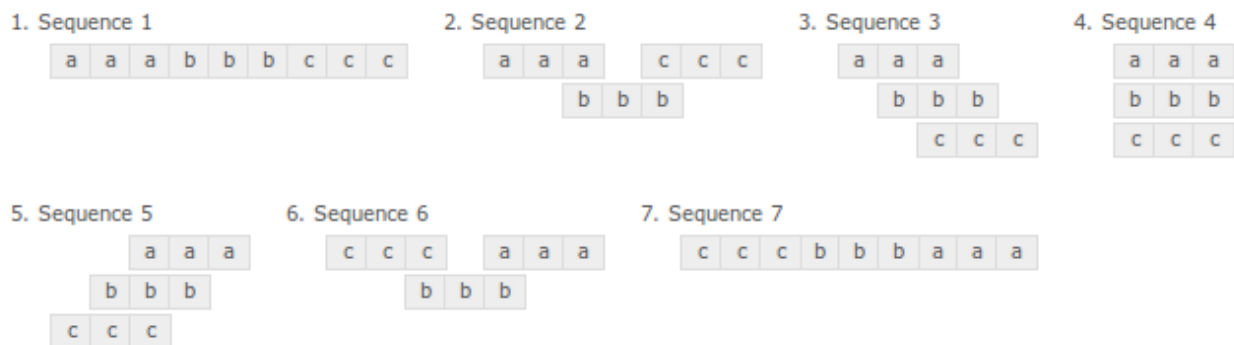 1. Sequence 1
a a a b b b c c c
2. Sequence 2
a a a c c c
b b b
3. Sequence 3
a a a
b b b
c c c
4. Sequence 4
a a a
b b b
c c c
5. Sequence 5
a a a
b b b
c c c
6. Sequence 6
c c c a a a
b b b
7. Sequence 7
c c c b b b a a a